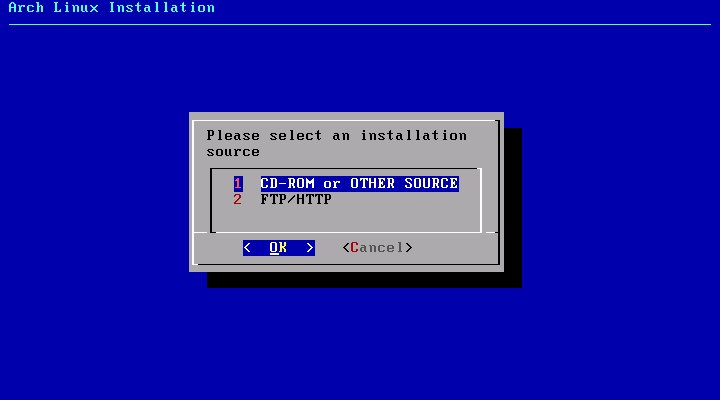 Arch Linux Installation
Please select an installation
source
1 CD-ROM or OTHER SOURCE
2 FTP/HTTP
< OK > <Cancel>